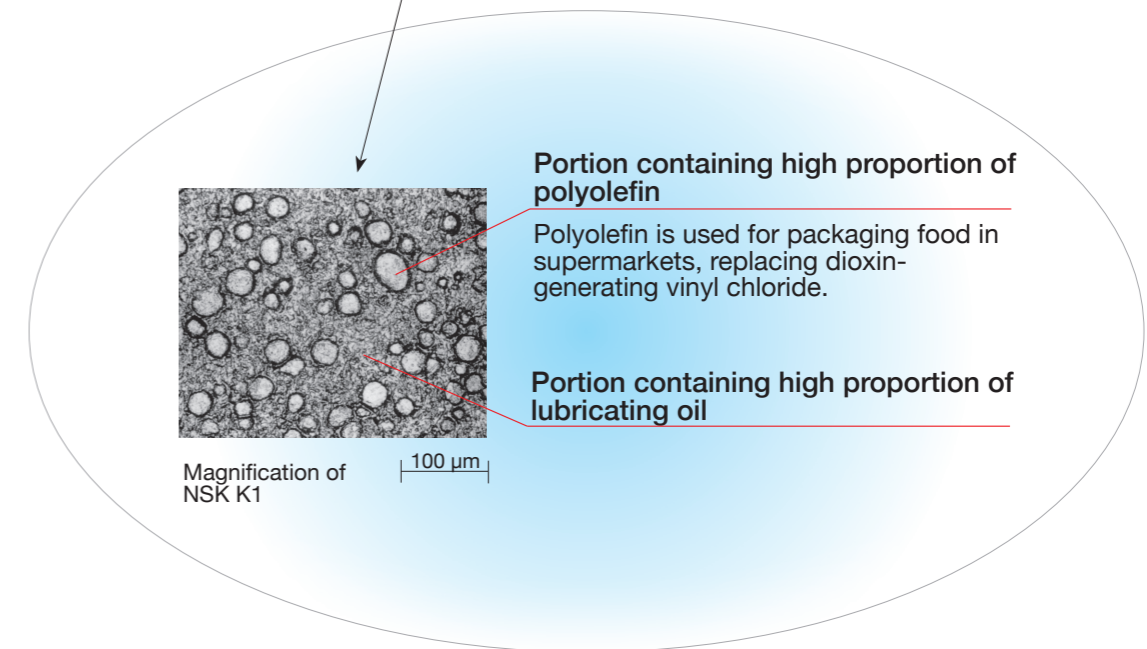 Portion containing high proportion of
polyolefin
Polyolefin is used for packaging food in
supermarkets, replacing dioxin-
generating vinyl chloride.
Portion containing high proportion of
lubricating oil
100 µm
Magnification of
NSK K1